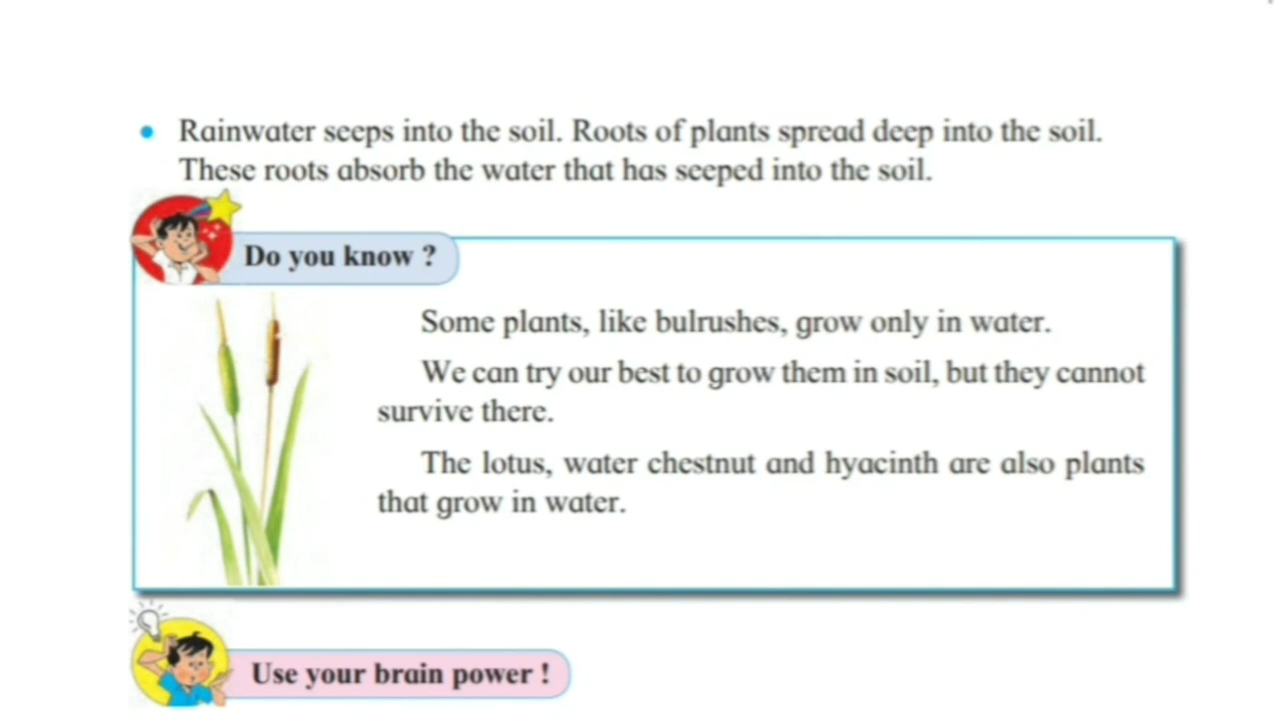 • Rainwater seeps into the soil. Roots of plants spread deep into the soil.
These roots absorb the water that has seeped into the soil.
Do you know ?
Some plants, like bulrushes, grow only in water.
We can try our best to grow them in soil, but they cannot
survive there.
The lotus, water chestnut and hyacinth are also plants
that grow in water.
Use your brain power !